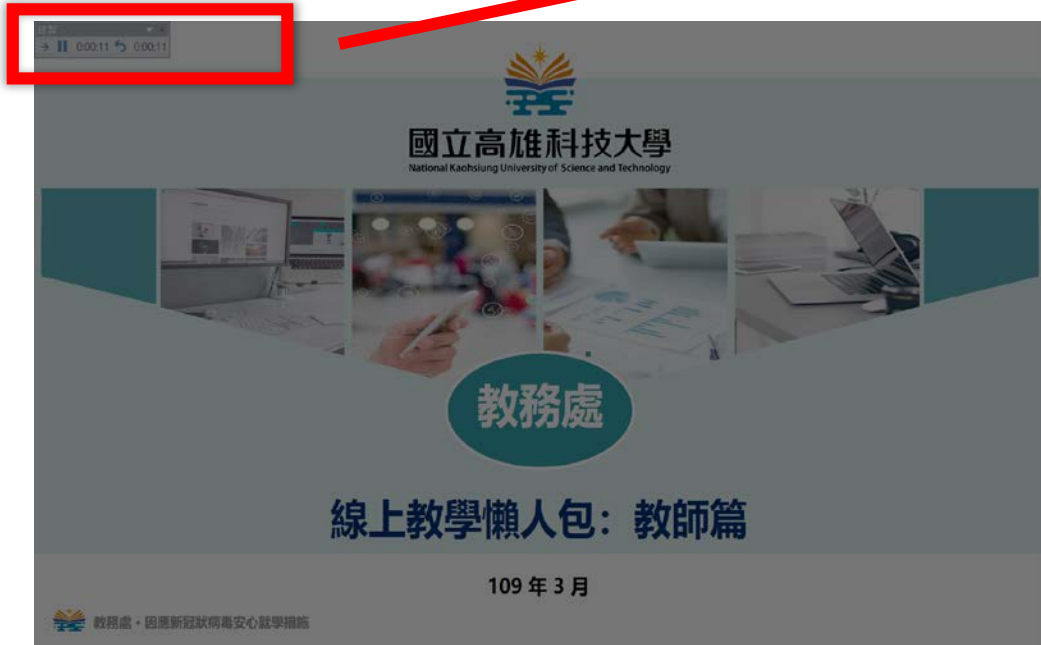 錄製
0:00:11 0:00:11
國立高雄科技大學
National Kaohsiung University of Science and Technology
教務處
線上教學懶人包：教師篇
109 年 3 月
教務處・因應新冠狀病毒安心就學措施